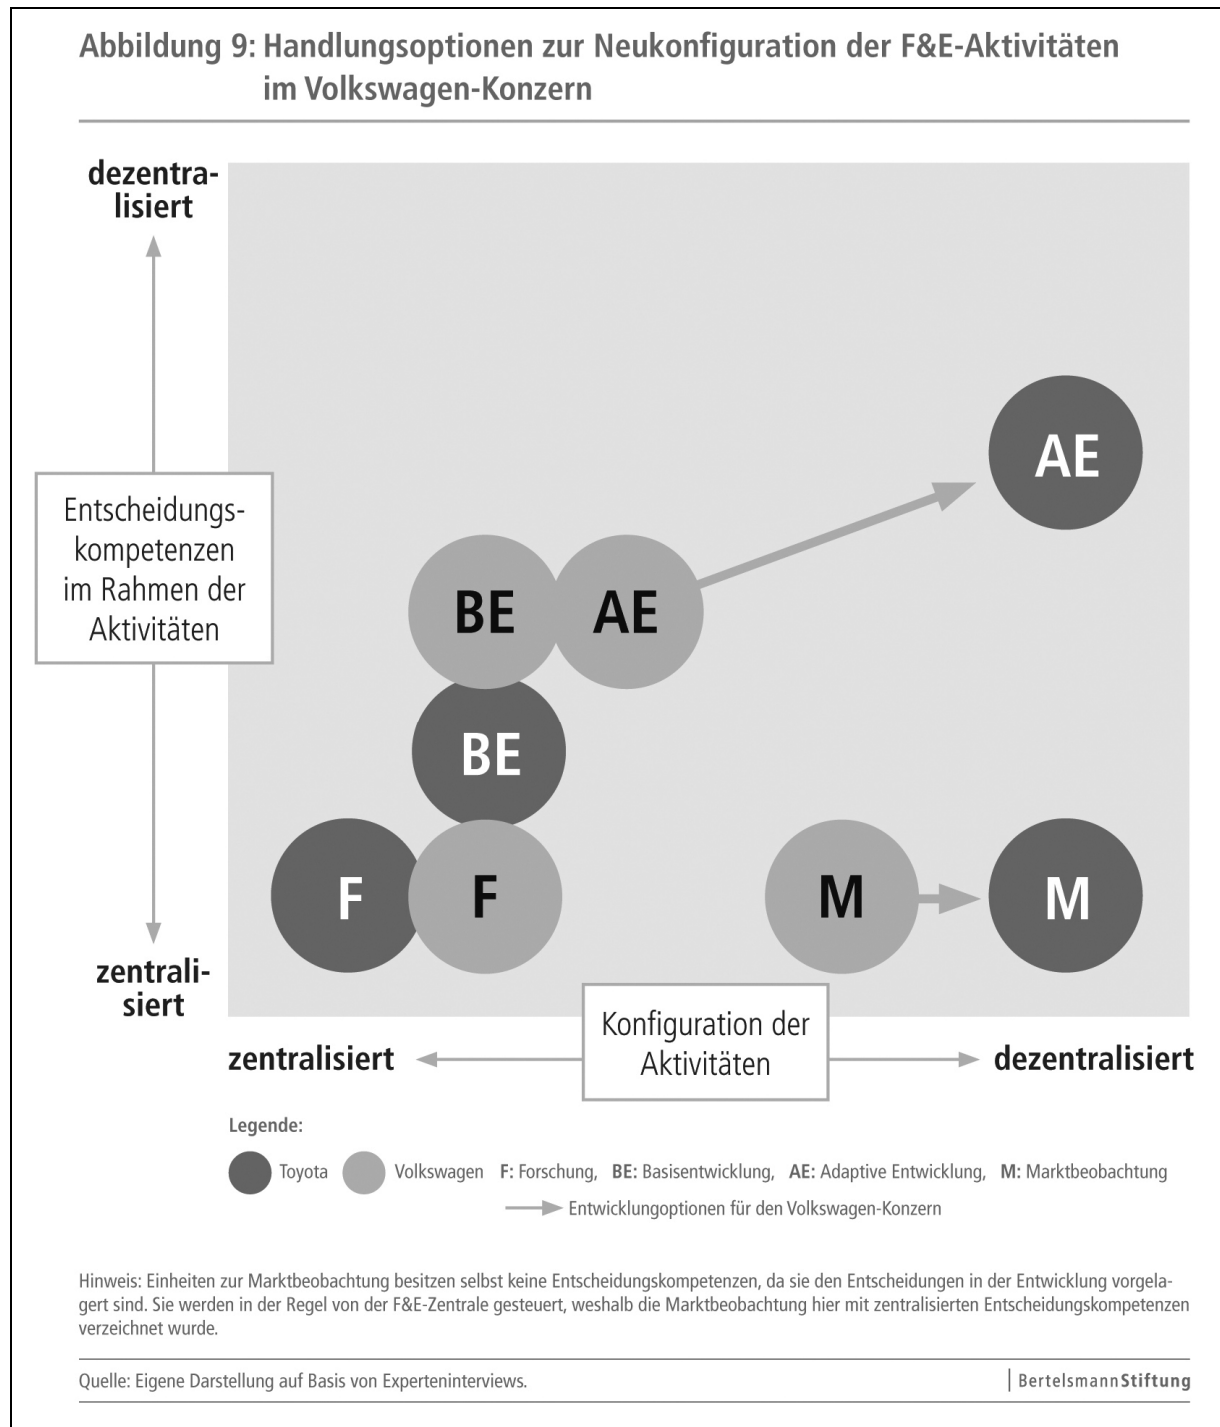 Abbildung 9: Handlungsoptionen zur Neukonfiguration der F&E-Aktivitäten
im Volkswagen-Konzern
dezentra-
lisiert
AE
Entscheidungs-
kompetenzen
im Rahmen der
Aktivitäten
BE AE
BE
F F M M
zentrali-
siert
Konfiguration der
Aktivitäten
zentralisiert dezentralisiert
Legende:
Toyota Volkswagen F: Forschung, BE: Basisentwicklung, AE: Adaptive Entwicklung, M: Marktbeobachtung
Entwicklungoptionen für den Volkswagen-Konzern
Hinweis: Einheiten zur Marktbeobachtung besitzen selbst keine Entscheidungskompetenzen, da sie den Entscheidungen in der Entwicklung vorgela-
gert sind. Sie werden in der Regel von der F&E-Zentrale gesteuert, weshalb die Marktbeobachtung hier mit zentralisierten Entscheidungskompetenzen
verzeichnet wurde.
Quelle: Eigene Darstellung auf Basis von Experteninterviews. BertelsmannStiftung